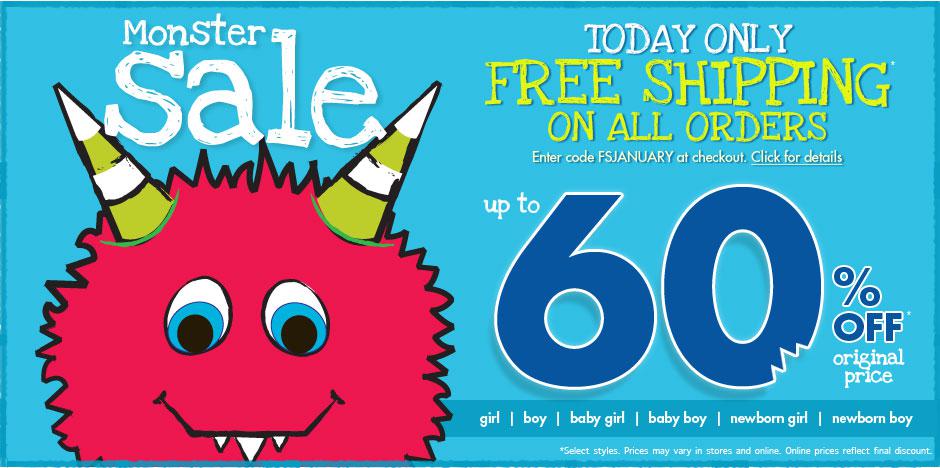 Monster
Sale
TODAY ONLY
FREE SHIPPING*
ON ALL ORDERS
Enter code FSJANUARY at checkout. Click for details
up to
60
%
OFF*
original
price
girl | boy | baby girl | baby boy | newborn girl | newborn boy
*Select styles. Prices may vary in stores and online. Online prices reflect final discount.